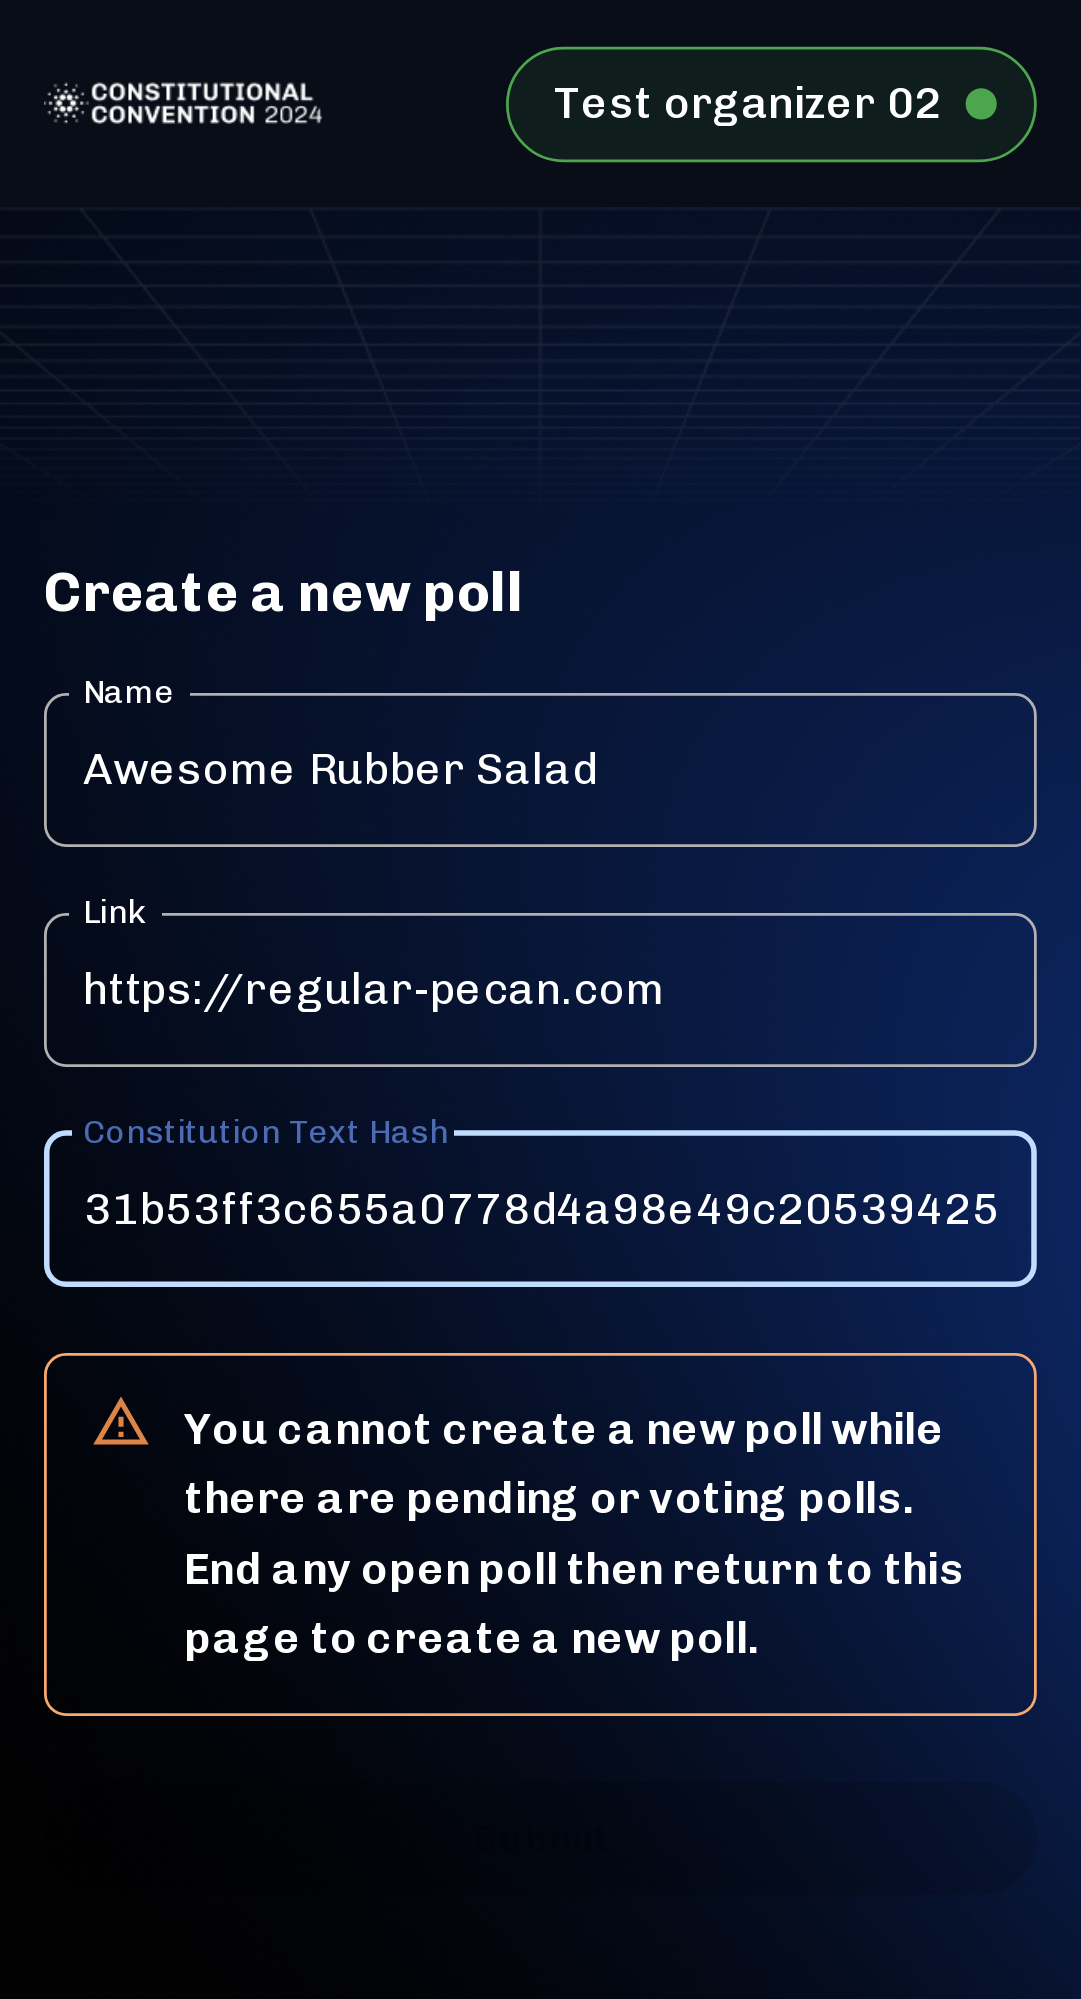 CONSTITUTIONAL
CONVENTION 2024
Test organizer 02
Create a new poll
Name
Awesome Rubber Salad
Link
https://regular-pecan.com
Constitution Text Hash
31b53ff3c655a0778d4a98e49c20539425
You cannot create a new poll while
there are pending or voting polls.
End any open poll then return to this
page to create a new poll.
Submit